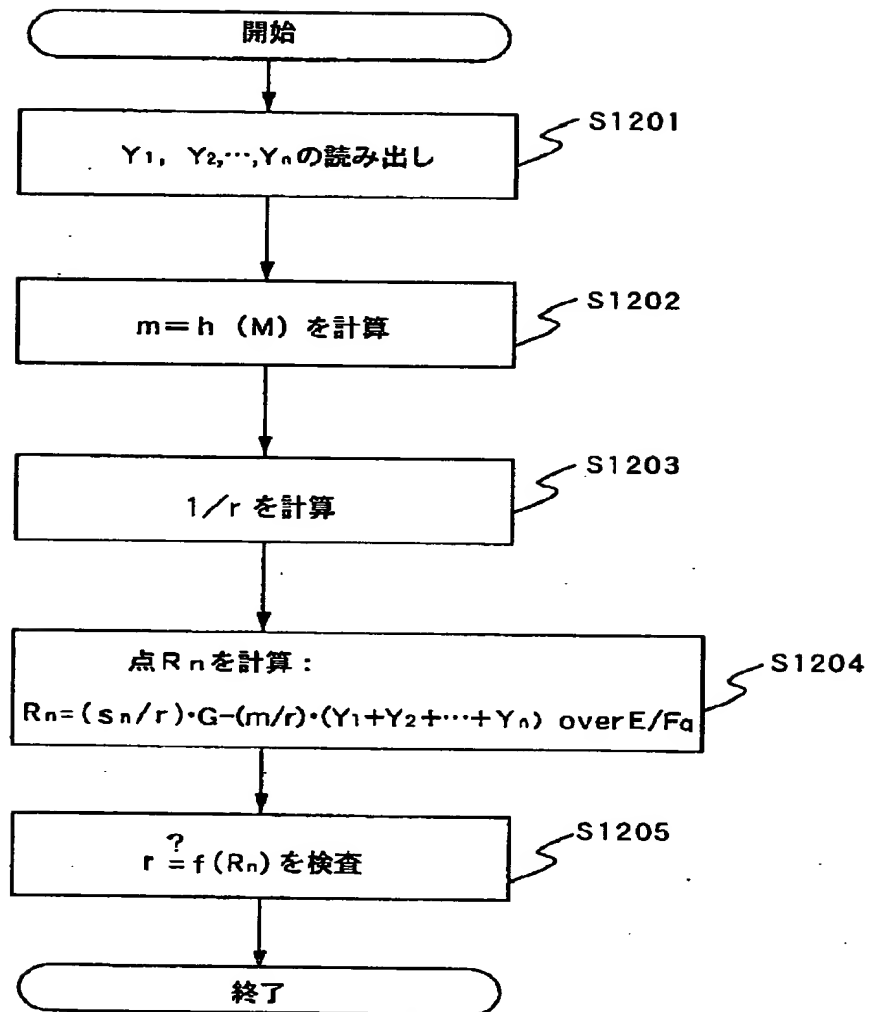 開始
Y₁, Y₂,…,Yₙの読み出し
S1201
m=h (M) を計算
S1202
1/r を計算
S1203
点Rnを計算:
Rn=(sn/r)・G-(m/r)・(Y₁+Y₂+…+Yn) over E/Fq
S1204
r ≟ f(Rn) を検査
S1205
終了